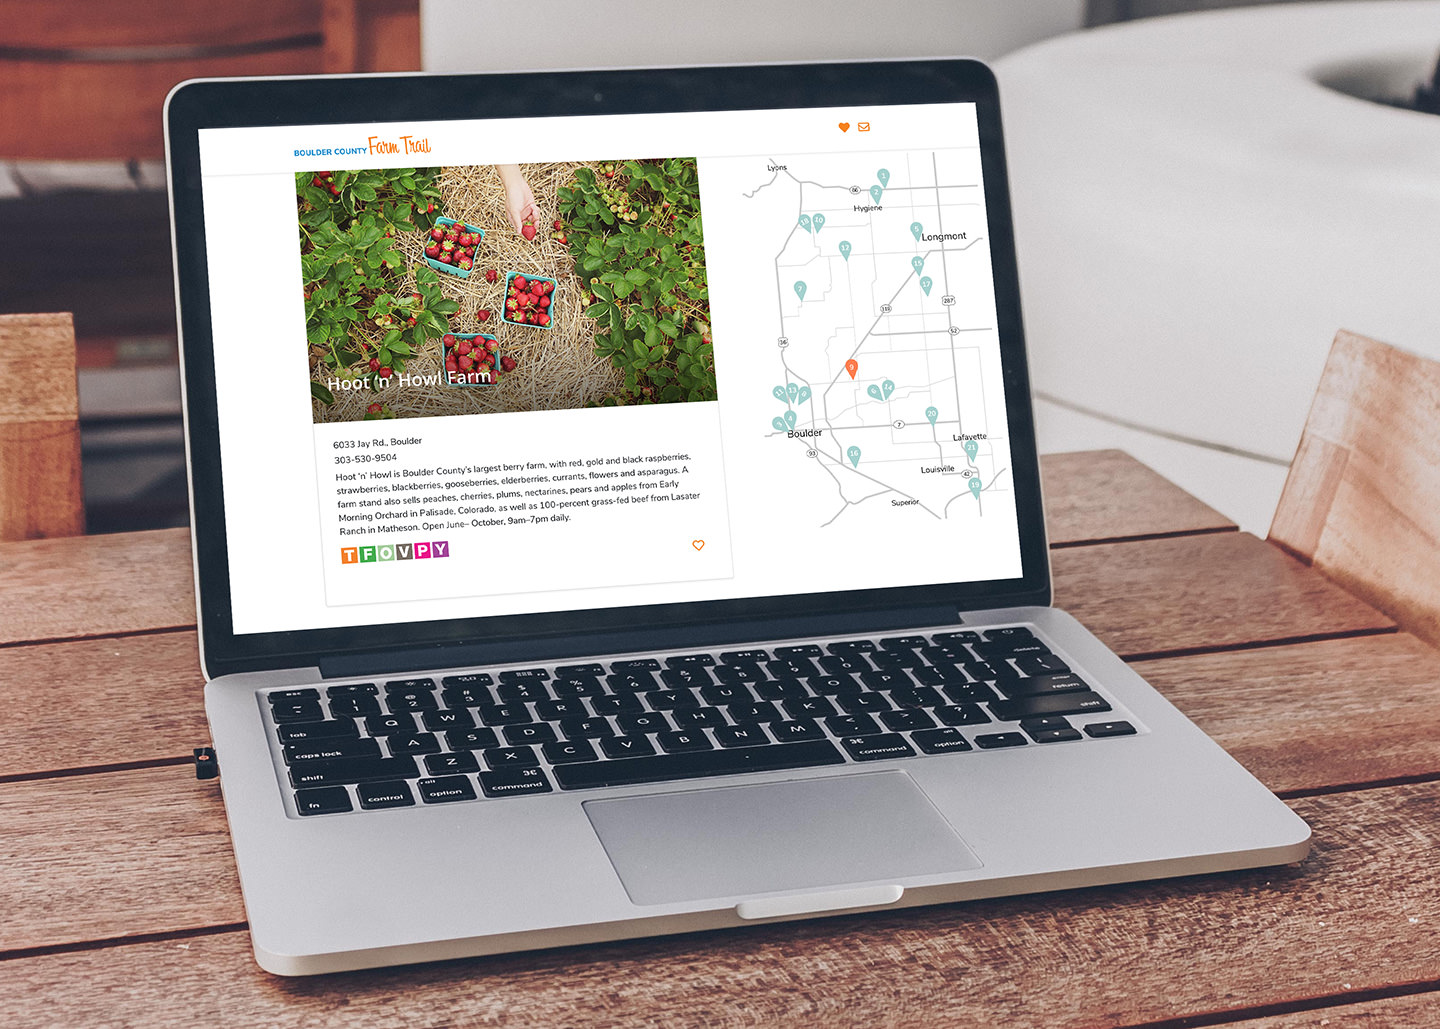 BOULDER COUNTY Farm Trail
Hoot 'n' Howl Farm
6033 Jay Rd., Boulder
303-530-9504
Hoot 'n' Howl is Boulder County's largest berry farm, with red, gold and black raspberries,
strawberries, blackberries, gooseberries, elderberries, currants, flowers and asparagus. A
farm stand also sells peaches, cherries, plums, nectarines, pears and apples from Early
Morning Orchard in Palisade, Colorado, as well as 100-percent grass-fed beef from Lasater
Ranch in Matheson. Open June– October, 9am–7pm daily.
T F O V P Y
Lyons
1
66
2
Hygiene
18 10
5
Longmont
12
15
7
17
287
119
52
36
9
11 13 8
6 14
3 4
20
7
Boulder
Lafayette
93
16
21
Louisville
42
19
Superior
esc
delete
tab
Q W E R T Y U I O P
caps lock
A S D F G H J K L
return
shift
Z X C V B N M
shift
fn
control
alt
option
⌘
command
⌘
command
alt
option